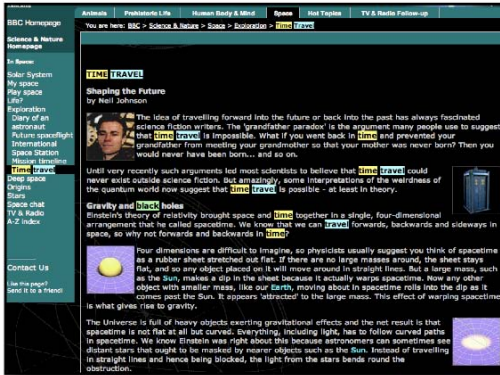 Animals Prehistoric Life Human Body & Mind Space Hot Topics TV & Radio Follow-up
BBC Homepage
You are here: BBC > Science & Nature > Space > Exploration > Time Travel
Science & Nature
Homepage
In Space:
Solar System
My space
Play space
Life?
Exploration
Diary of an
astronaut
Future spaceflight
International
Space Station
Mission timeline
Time travel
Deep space
Origins
Stars
Space chat
TV & Radio
A-Z index
Contact Us
Like this page?
Send it to a friend!
TIME TRAVEL
Shaping the Future
by Neil Johnson
The idea of travelling forward into the future or back into the past has always fascinated
science fiction writers. The 'grandfather paradox' is the argument many people use to suggest
that time travel is impossible. What if you went back in time and prevented your
grandfather from meeting your grandmother so that your mother was never born? Then you
would never have been born... and so on.
Until very recently such arguments led most scientists to believe that time travel could
never exist outside science fiction. But amazingly, some interpretations of the weirdness of
the quantum world now suggest that time travel is possible - at least in theory.
Gravity and black holes
Einstein's theory of relativity brought space and time together in a single, four-dimensional
arrangement that he called spacetime. We know that we can travel forwards, backwards and sideways in
space, so why not forwards and backwards in time?
Four dimensions are difficult to imagine, so physicists usually suggest you think of spacetime
as a rubber sheet stretched out flat. If there are no large masses around, the sheet stays
flat, and so any object placed on it will move around in straight lines. But a large mass, such
as the Sun, makes a dip in the sheet because it actually warps spacetime. Now any other
object with smaller mass, like our Earth, moving about in spacetime rolls into the dip as it
comes past the Sun. It appears 'attracted' to the large mass. This effect of warping spacetime
is what gives rise to gravity.
The Universe is full of heavy objects exerting gravitational effects and the net result is that
spacetime is not flat at all but curved. Everything, including light, has to follow curved paths
in spacetime. We know Einstein was right about this because astronomers can sometimes see
distant stars that ought to be masked by nearer objects such as the Sun. Instead of travelling
in straight lines and hence being blocked, the light from the stars bends round the
obstruction.